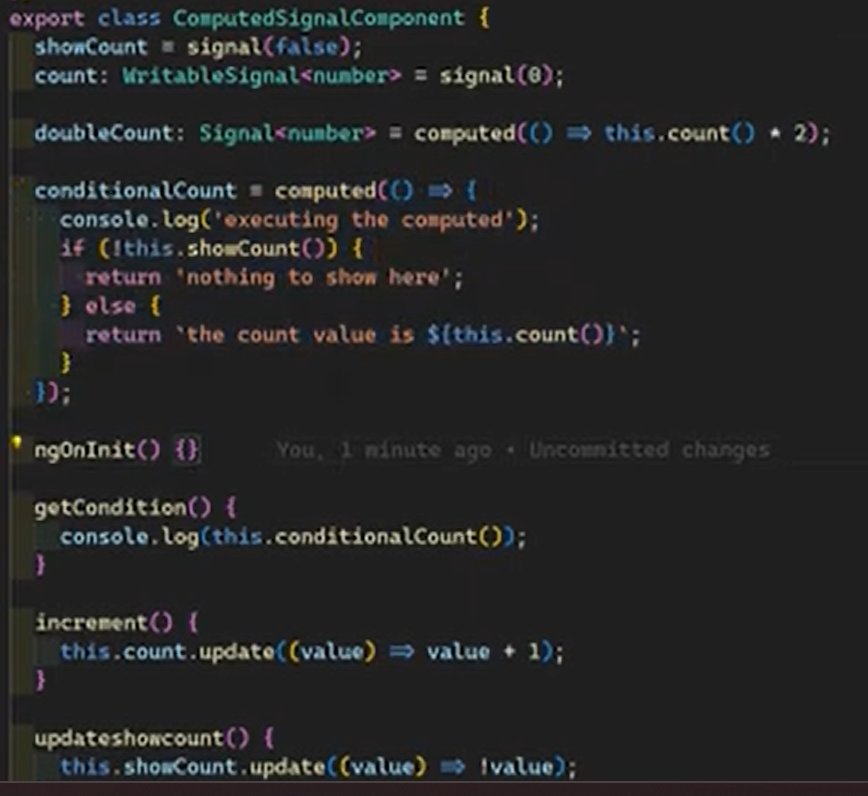 export class ComputedSignalComponent {
showCount = signal(false);
count: WritableSignal<number> = signal(0);
doubleCount: Signal<number> = computed(() => this.count() * 2);
conditionalCount = computed(() => {
console.log('executing the computed');
if (!this.showCount()) {
return 'nothing to show here';
} else {
return `the count value is ${this.count()}`;
}
});
ngOnInit() {} You, 1 minute ago • Uncommitted changes
getCondition() {
console.log(this.conditionalCount());
}
increment() {
this.count.update((value) => value + 1);
}
updateshowcount() {
this.showCount.update((value) => !value);